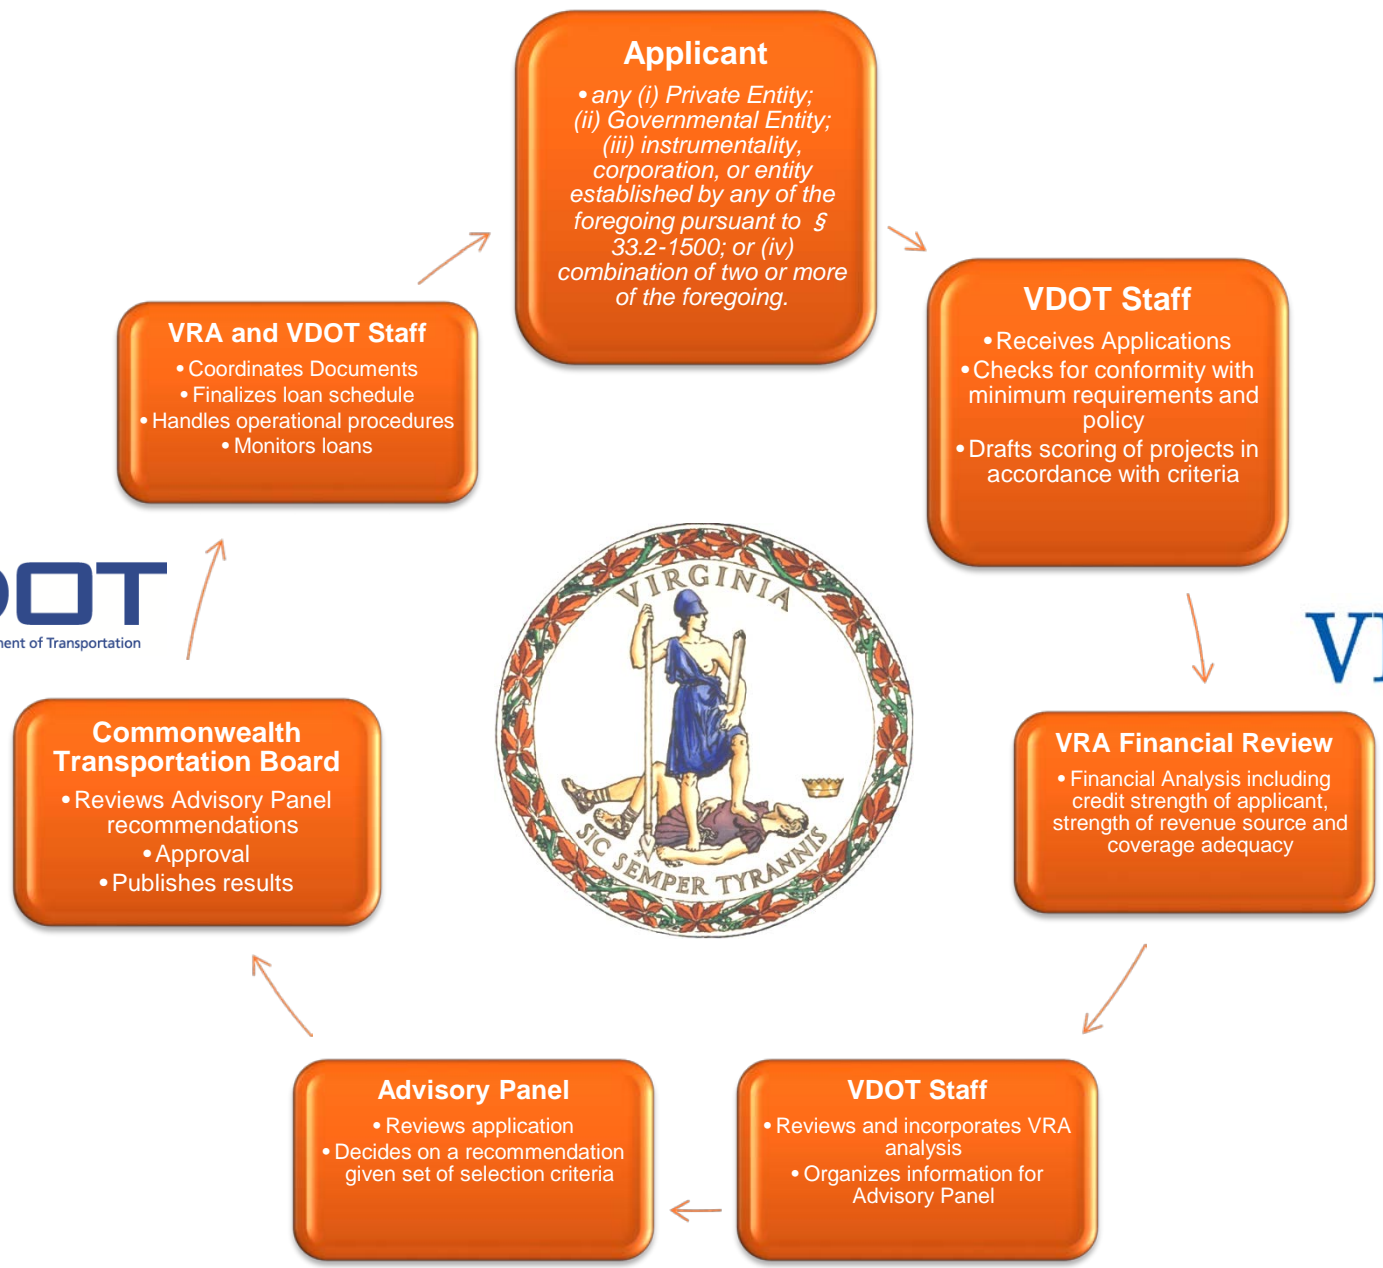 Applicant
• any (i) Private Entity;
(ii) Governmental Entity;
(iii) instrumentality,
corporation, or entity
established by any of the
foregoing pursuant to §
33.2-1500; or (iv)
combination of two or more
of the foregoing.
VDOT Staff
• Receives Applications
• Checks for conformity with
minimum requirements and
policy
• Drafts scoring of projects in
accordance with criteria
VRA Financial Review
• Financial Analysis including
credit strength of applicant,
strength of revenue source and
coverage adequacy
VDOT Staff
• Reviews and incorporates VRA
analysis
• Organizes information for
Advisory Panel
Advisory Panel
• Reviews application
• Decides on a recommendation
given set of selection criteria
Commonwealth
Transportation Board
• Reviews Advisory Panel
recommendations
• Approval
• Publishes results
VRA and VDOT Staff
• Coordinates Documents
• Finalizes loan schedule
• Handles operational procedures
• Monitors loans
VIRGINIA
SIC SEMPER TYRANNIS
DOT
of Transportation